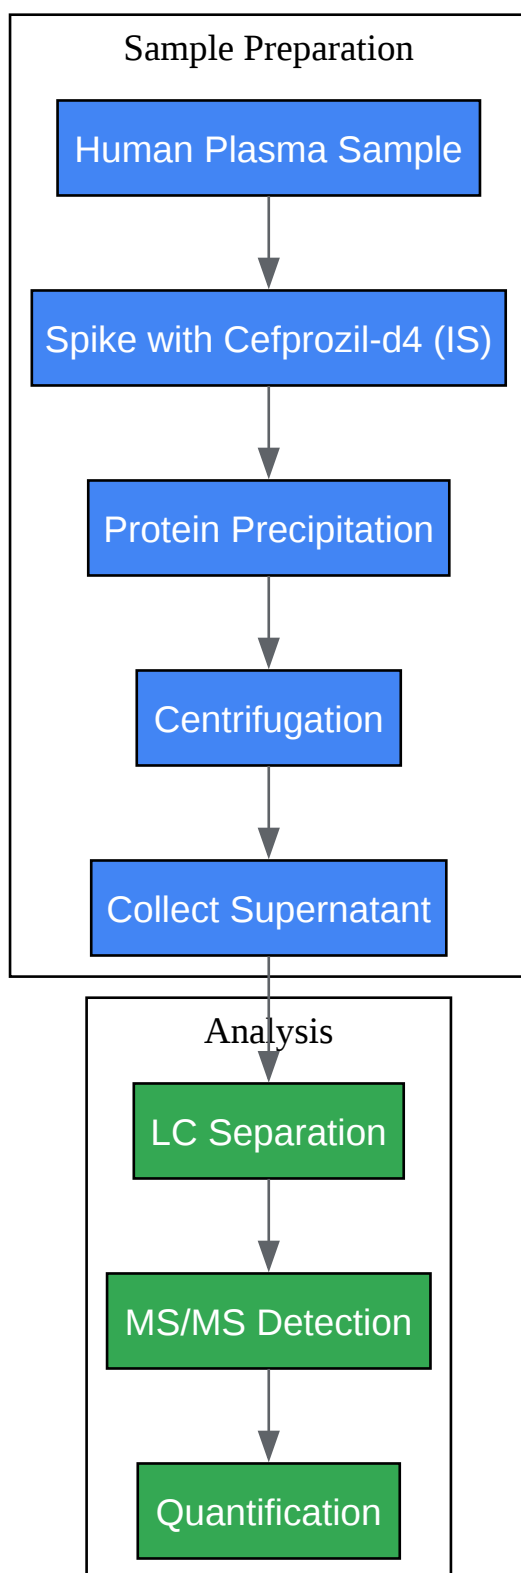 Sample Preparation
Human Plasma Sample
Spike with Cefprozil-d4 (IS)
Protein Precipitation
Centrifugation
Collect Supernatant
Analysis
LC Separation
MS/MS Detection
Quantification